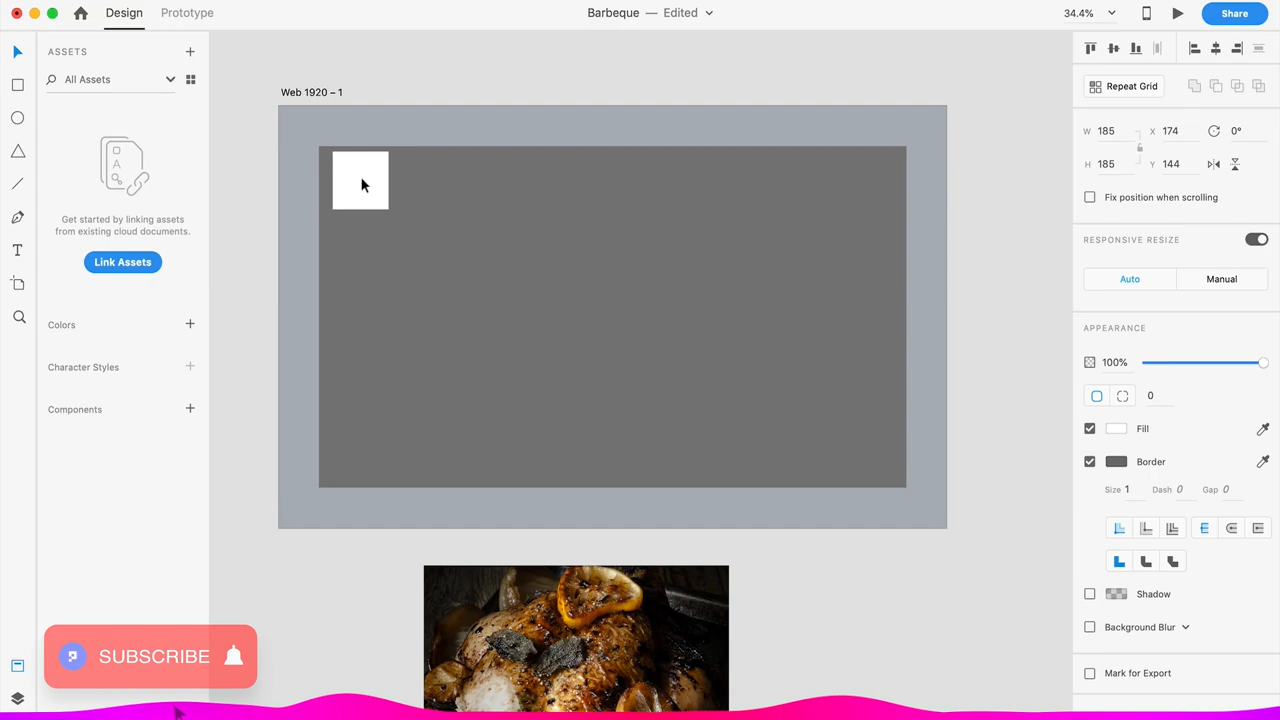 Design
Prototype
Barbeque — Edited
34.4%
Share
ASSETS
All Assets
Get started by linking assets
from existing cloud documents.
Link Assets
Colors
Character Styles
Components
Web 1920 – 1
SUBSCRIBE
Repeat Grid
W 185 X 174 0°
H 185 Y 144
Fix position when scrolling
RESPONSIVE RESIZE
Auto Manual
APPEARANCE
100%
0
Fill
Border
Size 1 Dash 0 Gap 0
Shadow
Background Blur
Mark for Export